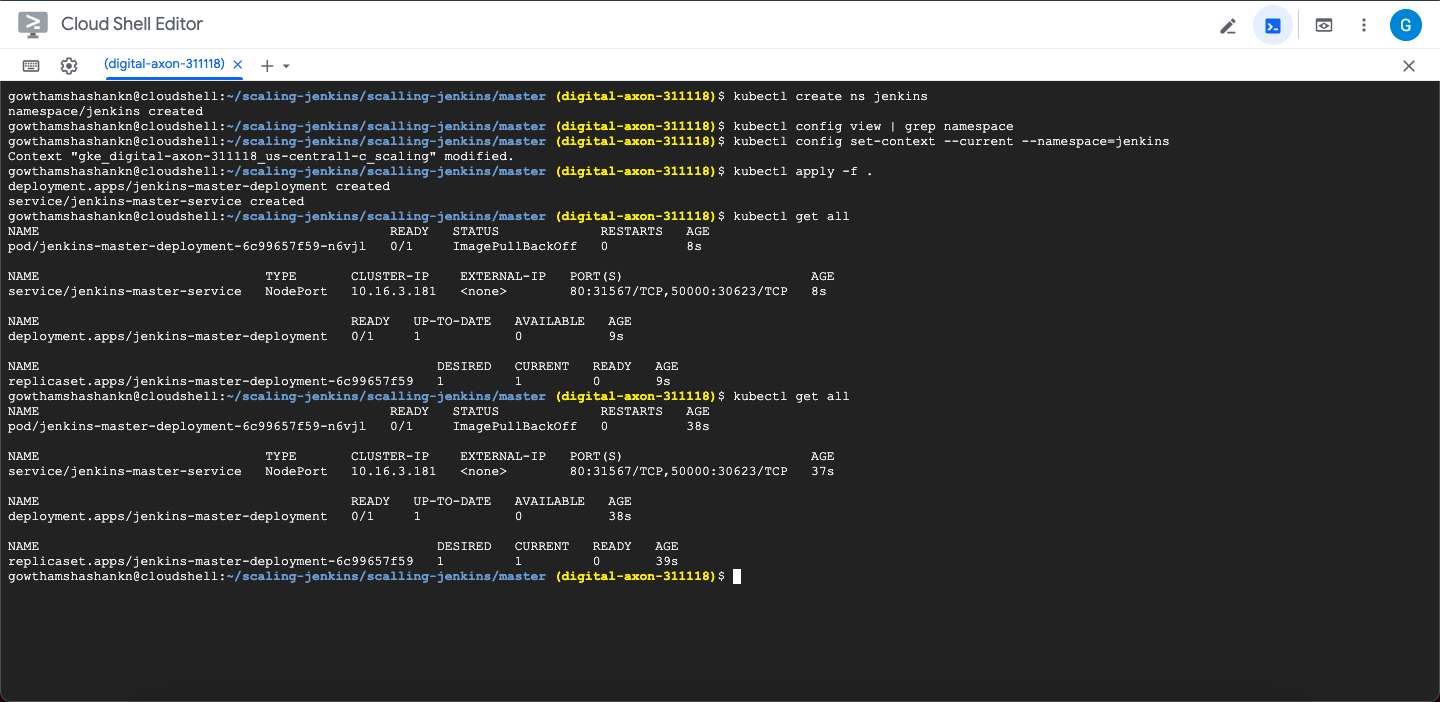 Cloud Shell Editor
G
(digital-axon-311118)
gowthamshashankn@cloudshell:~/scaling-jenkins/scalling-jenkins/master (digital-axon-311118)$ kubectl create ns jenkins
namespace/jenkins created
gowthamshashankn@cloudshell:~/scaling-jenkins/scalling-jenkins/master (digital-axon-311118)$ kubectl config view | grep namespace
gowthamshashankn@cloudshell:~/scaling-jenkins/scalling-jenkins/master (digital-axon-311118)$ kubectl config set-context --current --namespace=jenkins
Context "gke_digital-axon-311118_us-central1-c_scaling" modified.
gowthamshashankn@cloudshell:~/scaling-jenkins/scalling-jenkins/master (digital-axon-311118)$ kubectl apply -f .
deployment.apps/jenkins-master-deployment created
service/jenkins-master-service created
gowthamshashankn@cloudshell:~/scaling-jenkins/scalling-jenkins/master (digital-axon-311118)$ kubectl get all
NAME READY STATUS RESTARTS AGE
pod/jenkins-master-deployment-6c99657f59-n6vjl 0/1 ImagePullBackOff 0 8s
NAME TYPE CLUSTER-IP EXTERNAL-IP PORT(S) AGE
service/jenkins-master-service NodePort 10.16.3.181 <none> 80:31567/TCP,50000:30623/TCP 8s
NAME READY UP-TO-DATE AVAILABLE AGE
deployment.apps/jenkins-master-deployment 0/1 1 0 9s
NAME DESIRED CURRENT READY AGE
replicaset.apps/jenkins-master-deployment-6c99657f59 1 1 0 9s
gowthamshashankn@cloudshell:~/scaling-jenkins/scalling-jenkins/master (digital-axon-311118)$ kubectl get all
NAME READY STATUS RESTARTS AGE
pod/jenkins-master-deployment-6c99657f59-n6vjl 0/1 ImagePullBackOff 0 38s
NAME TYPE CLUSTER-IP EXTERNAL-IP PORT(S) AGE
service/jenkins-master-service NodePort 10.16.3.181 <none> 80:31567/TCP,50000:30623/TCP 37s
NAME READY UP-TO-DATE AVAILABLE AGE
deployment.apps/jenkins-master-deployment 0/1 1 0 38s
NAME DESIRED CURRENT READY AGE
replicaset.apps/jenkins-master-deployment-6c99657f59 1 1 0 39s
gowthamshashankn@cloudshell:~/scaling-jenkins/scalling-jenkins/master (digital-axon-311118)$